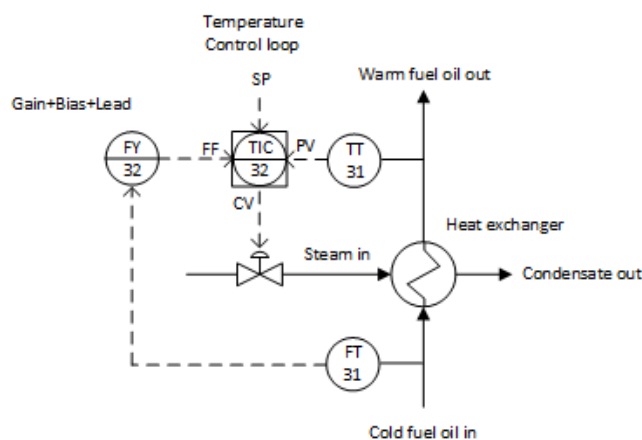 Temperature
Control loop
SP
Warm fuel oil out
Gain+Bias+Lead
FY
32
FF
TIC
32
PV
TT
31
CV
Heat exchanger
Steam in
Condensate out
FT
31
Cold fuel oil in